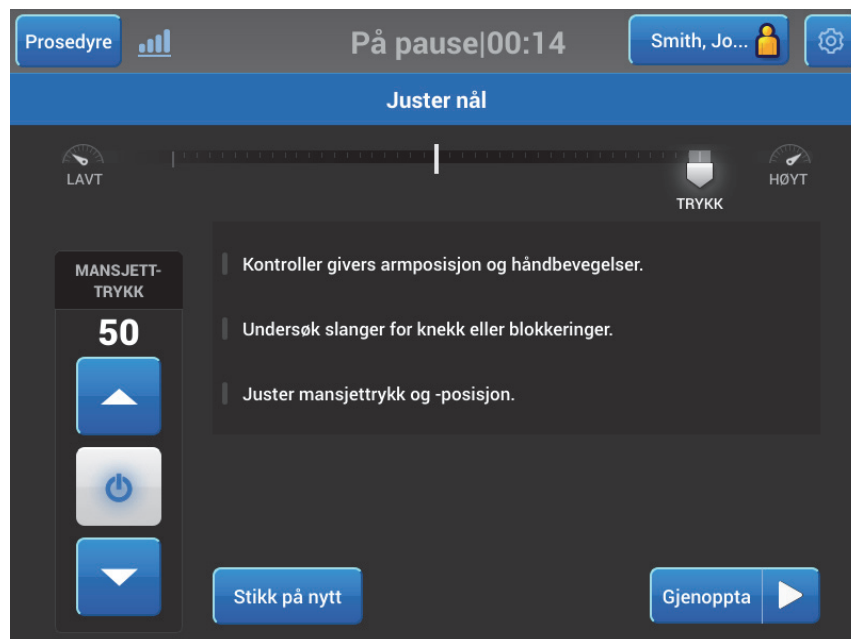 Prosedyre
På pause|00:14
Smith, Jo...
Juster nål
LAVT
HØYT
TRYKK
MANSJETT-
TRYKK
50
Kontroller givers armposisjon og håndbevegelser.
Undersøk slanger for knekk eller blokkeringer.
Juster mansjettrykk og -posisjon.
Stikk på nytt
Gjenoppta